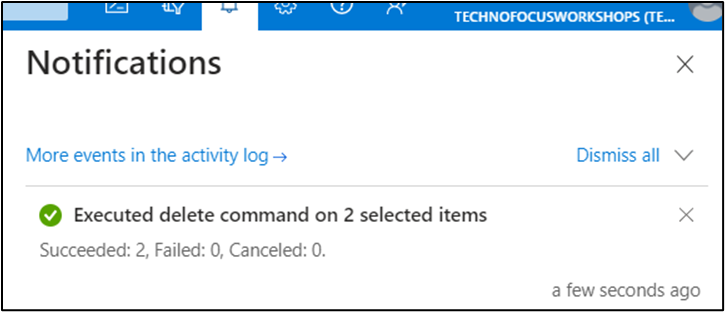 TECHNOFOCUSWORKSHOPS (TE...
Notifications
More events in the activity log → Dismiss all
Executed delete command on 2 selected items
Succeeded: 2, Failed: 0, Canceled: 0.
a few seconds ago